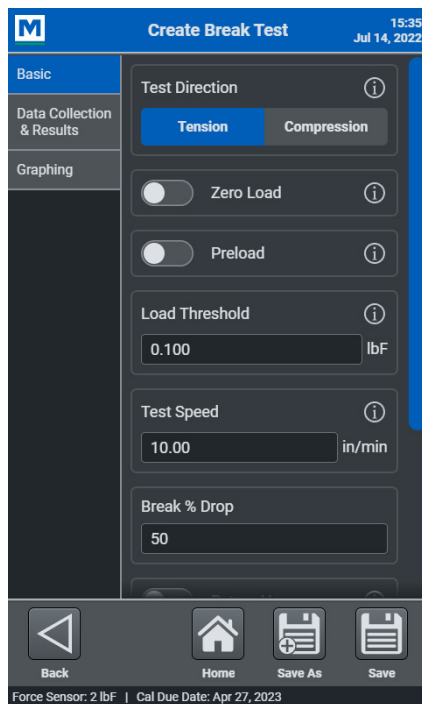 M
Create Break Test
15:35
Jul 14, 2022
Basic
Data Collection
& Results
Graphing
Test Direction
Tension
Compression
Zero Load
Preload
Load Threshold
0.100
lbF
Test Speed
10.00
in/min
Break % Drop
50
Back
Home
Save As
Save
Force Sensor: 2 lbF | Cal Due Date: Apr 27, 2023